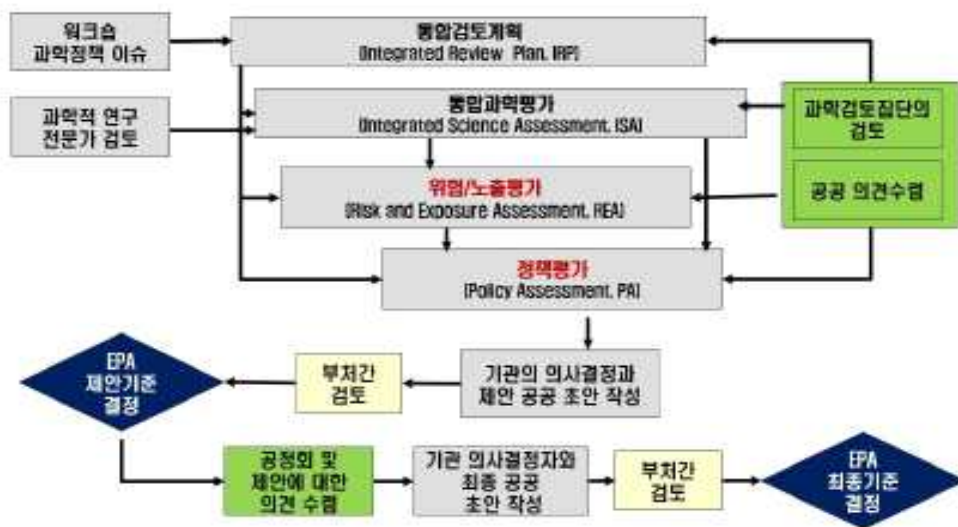 워크숍
과학정책 이슈
통합검토계획
(Integrated Review Plan, IRP)
과학적 연구
전문가 검토
통합과학평가
(Integrated Science Assessment, ISA)
과학검토집단의
검토
공공 의견수렴
위험/노출평가
(Risk and Exposure Assessment, REA)
정책평가
(Policy Assessment, PA)
EPA
제안기준
결정
부처간
검토
기관의 의사결정과
제안 공공 초안 작성
공청회 및
제안에 대한
의견 수렴
기관 의사결정자와
최종 공공
초안 작성
부처간
검토
EPA
최종기준
결정